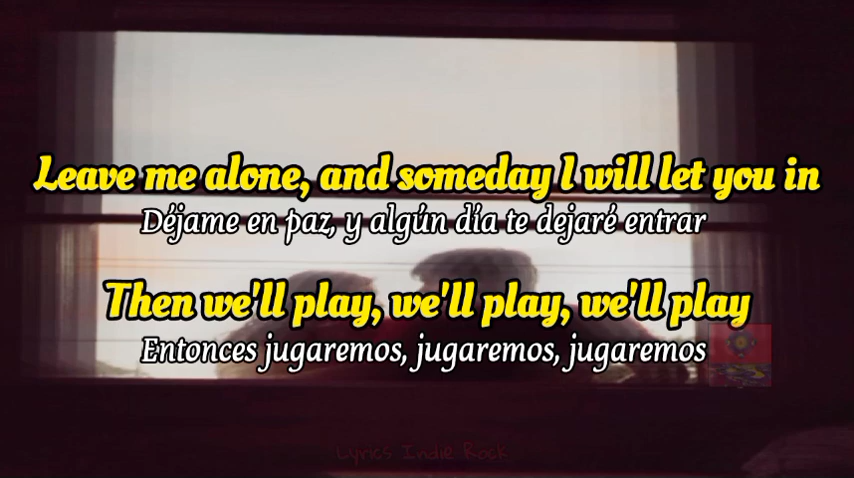 Leave me alone, and someday I will let you in
Déjame en paz, y algún día te dejaré entrar
Then we'll play, we'll play, we'll play
Entonces jugaremos, jugaremos, jugaremos
Lyrics Indie Rock